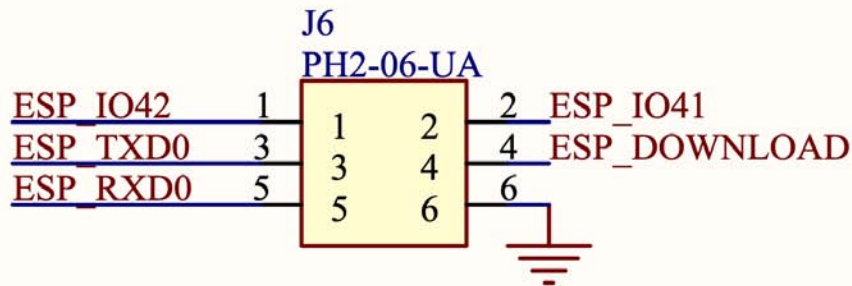 J6
PH2-06-UA
ESP_IO42 1 1 2 2 ESP_IO41
ESP_TXD0 3 3 4 4 ESP_DOWNLOAD
ESP_RXD0 5 5 6 6